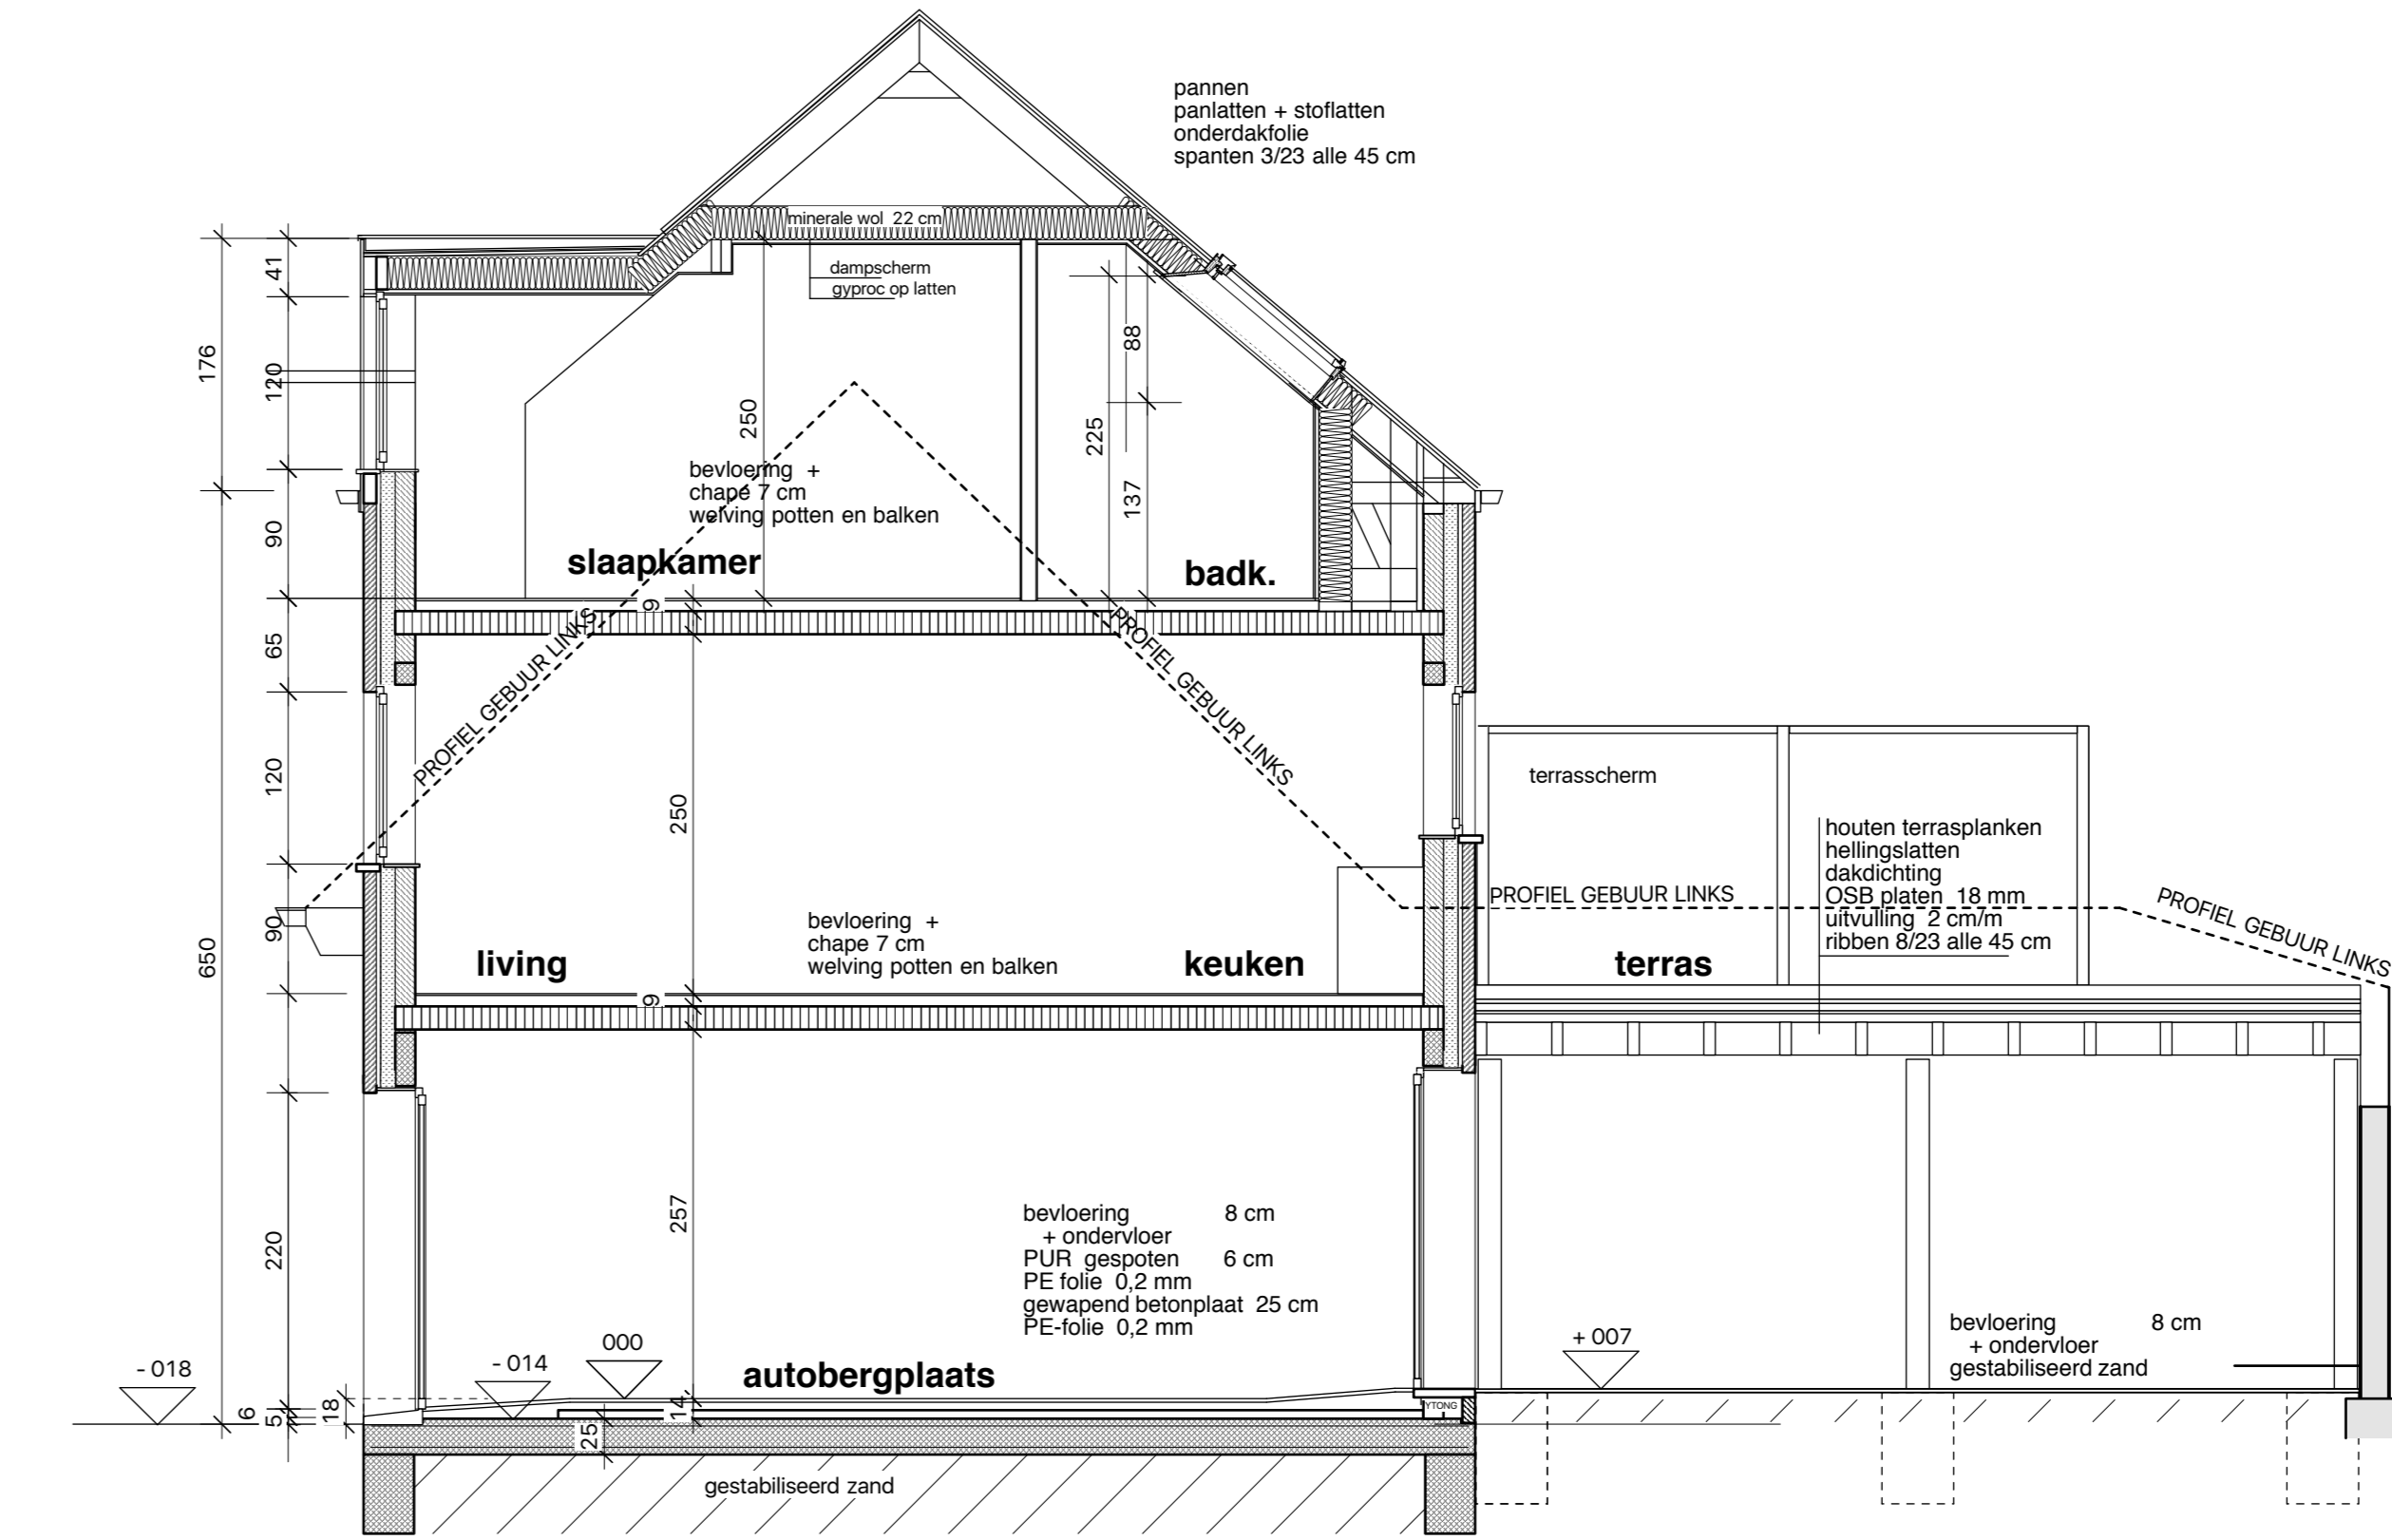 pannen
panlatten + stoflatten
onderdakfolie
spanten 3/23 alle 45 cm
minerale wol 22 cm
dampscherm
gyproc op latten
41
176
120
88
250
225
bevloering +
chape 7 cm
welving potten en balken
137
90
slaapkamer
badk.
9
65
PROFIEL GEBUUR LINKS
PROFIEL GEBUUR LINKS
120
250
terrasscherm
houten terrasplanken
hellingslatten
dakdichting
OSB platen 18 mm
uitvulling 2 cm/m
ribben 8/23 alle 45 cm
PROFIEL GEBUUR LINKS
PROFIEL GEBUUR LINKS
90
650
bevloering +
chape 7 cm
welving potten en balken
living
keuken
terras
9
257
220
bevloering 8 cm
+ ondervloer
PUR gespoten 6 cm
PE folie 0,2 mm
gewapend betonplaat 25 cm
PE-folie 0,2 mm
bevloering 8 cm
+ ondervloer
gestabiliseerd zand
- 018
- 014
000
+ 007
autobergplaats
6
5
18
14
25
YTONG
gestabiliseerd zand